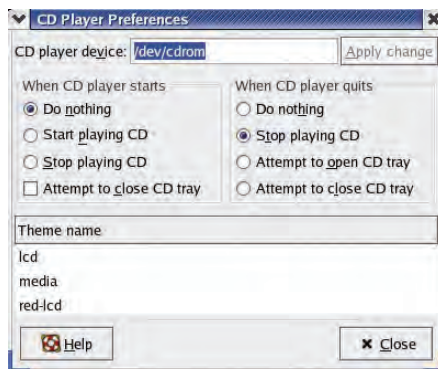 CD Player Preferences
CD player device: /dev/cdrom Apply change
When CD player starts
Do nothing
Start playing CD
Stop playing CD
Attempt to close CD tray
When CD player quits
Do nothing
Stop playing CD
Attempt to open CD tray
Attempt to close CD tray
Theme name
lcd
media
red-lcd
Help Close